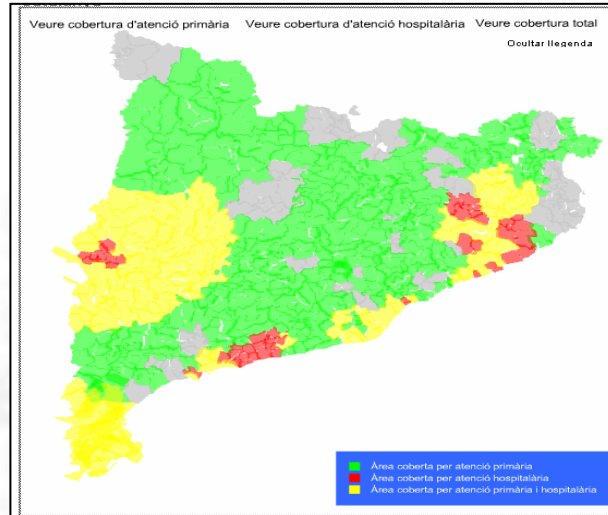 Veure cobertura d'atenció primària Veure cobertura d'atenció hospitalària Veure cobertura total
Ocultar llegenda
Àrea coberta per atenció primària
Àrea coberta per atenció hospitalària
Àrea coberta per atenció primària i hospitalària